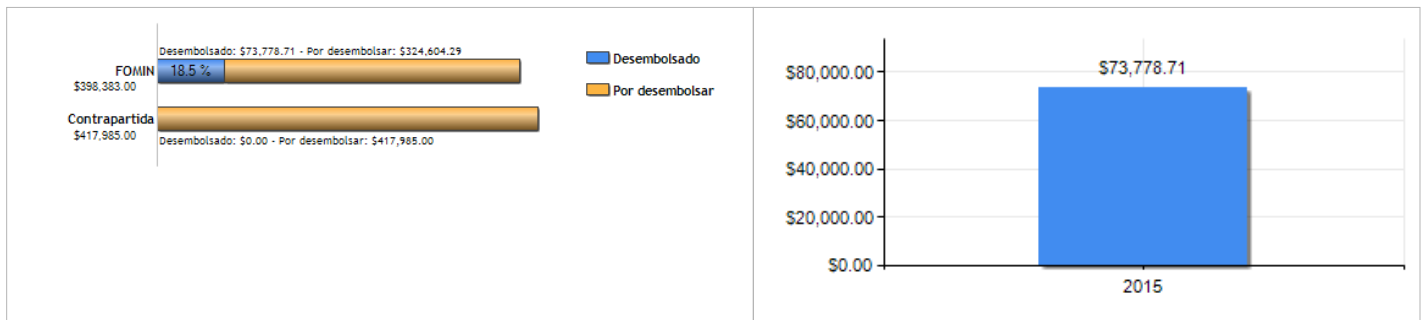 Desembolsado: $73,778.71 - Por desembolsar: $324,604.29
FOMIN
18.5 %
$398,383.00
Contrapartida
$417,985.00
Desembolsado: $0.00 - Por desembolsar: $417,985.00
Desembolsado
Por desembolsar
$80,000.00
$73,778.71
$60,000.00
$40,000.00
$20,000.00
$0.00
2015